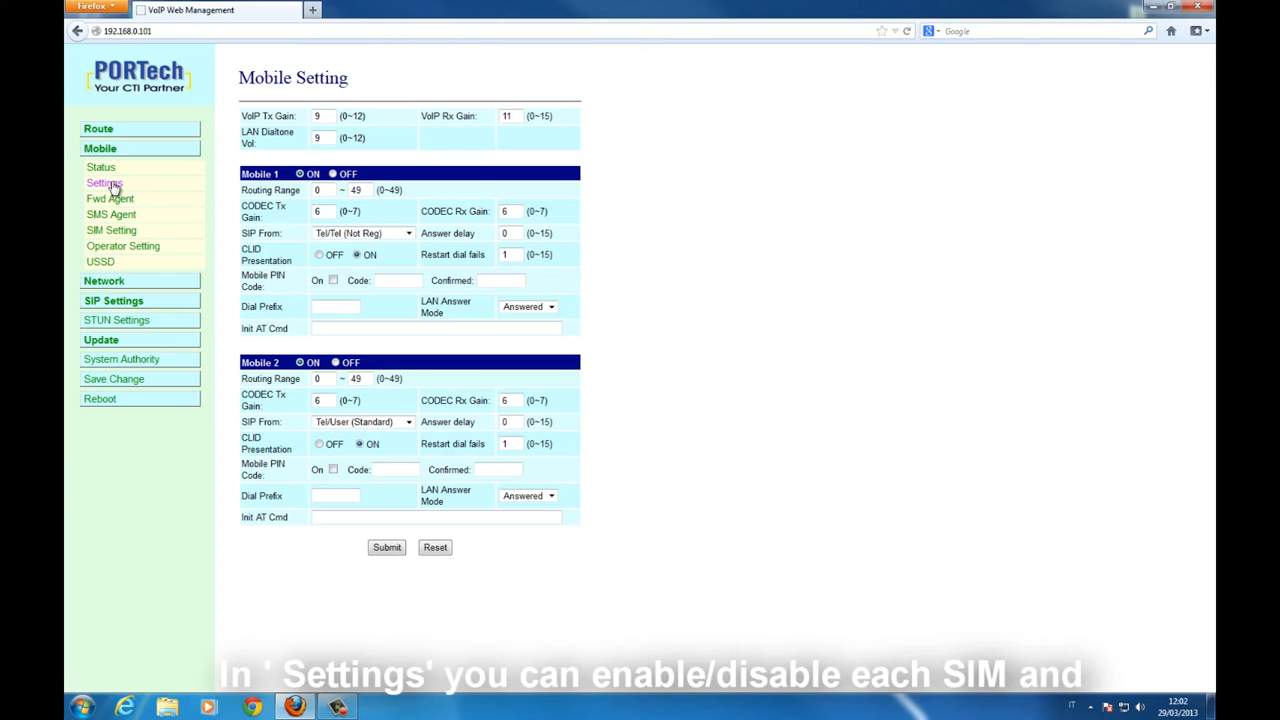 Firefox
VoIP Web Management
192.168.0.101
Google
PORTech
Your CTI Partner
Route
Mobile
Status
Settings
Fwd Agent
SMS Agent
SIM Setting
Operator Setting
USSD
Network
SIP Settings
STUN Settings
Update
System Authority
Save Change
Reboot
Mobile Setting
VoIP Tx Gain: 9 (0~12) VoIP Rx Gain: 11 (0~15)
LAN Dialtone Vol: 9 (0~12)
Mobile 1 ON OFF
Routing Range 0 ~ 49 (0~49)
CODEC Tx Gain: 6 (0~7) CODEC Rx Gain: 6 (0~7)
SIP From: Tel/Tel (Not Reg) Answer delay 0 (0~15)
CLID Presentation OFF ON Restart dial fails 1 (0~15)
Mobile PIN Code: On Code: Confirmed:
Dial Prefix LAN Answer Mode Answered
Init AT Cmd
Mobile 2 ON OFF
Routing Range 0 ~ 49 (0~49)
CODEC Tx Gain: 6 (0~7) CODEC Rx Gain: 6 (0~7)
SIP From: Tel/User (Standard) Answer delay 0 (0~15)
CLID Presentation OFF ON Restart dial fails 1 (0~15)
Mobile PIN Code: On Code: Confirmed:
Dial Prefix LAN Answer Mode Answered
Init AT Cmd
Submit Reset
In ' Settings' you can enable/disable each SIM and
IT
12:02
29/03/2013